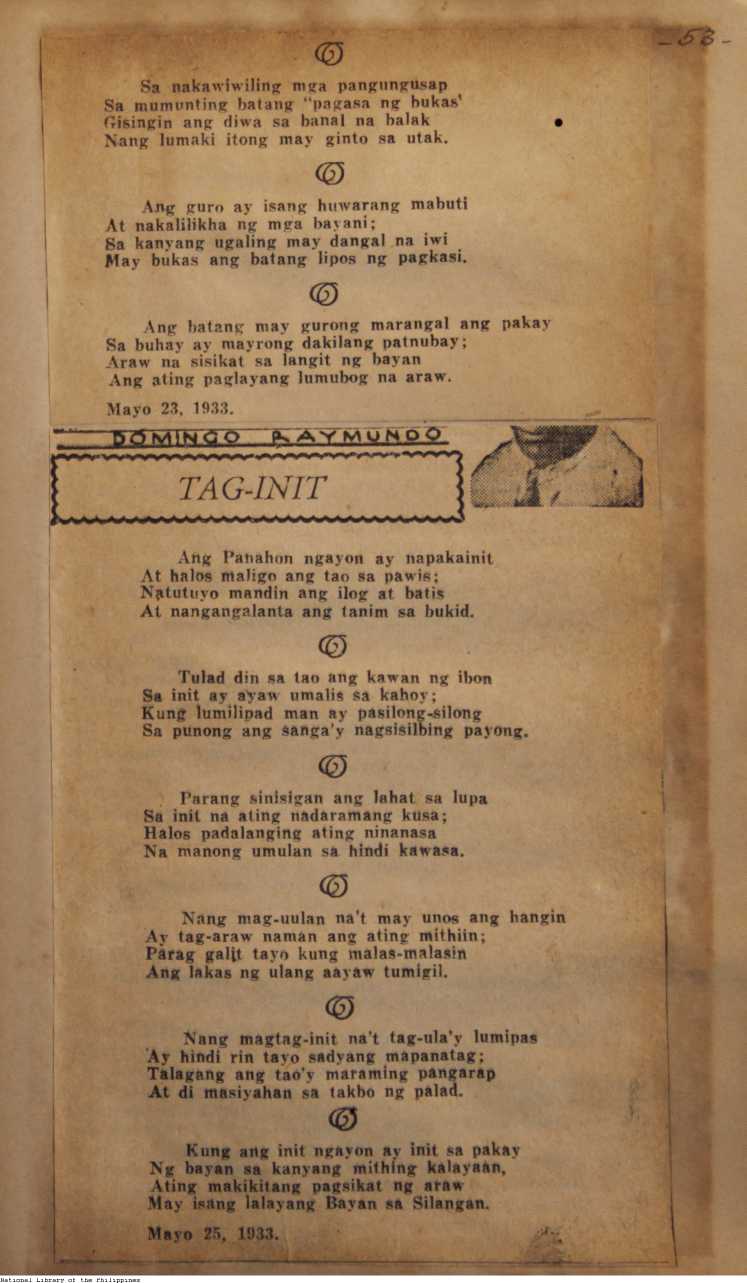 -53-
Sa nakawiwiling mga pangungusap
Sa mumunting batang "pagasa ng bukas'
Gisingin ang diwa sa banal na balak
Nang lumaki itong may ginto sa utak.
Ang guro ay isang huwarang mabuti
At nakalilikha ng mga bayani;
Sa kanyang ugaling may dangal na iwi
May bukas ang batang lipos ng pagkasi.
Ang batang may gurong marangal ang pakay
Sa buhay ay mayrong dakilang patnubay;
Araw na sisikat sa langit ng bayan
Ang ating paglayang lumubog na araw.
Mayo 23, 1933.
DOMINGO RAYMUNDO
TAG-INIT
Ang Panahon ngayon ay napakainit
At halos maligo ang tao sa pawis;
Natutuyo mandin ang ilog at batis
At nangangalanta ang tanim sa bukid.
Tulad din sa tao ang kawan ng ibon
Sa init ay ayaw umalis sa kahoy;
Kung lumilipad man ay pasilong-silong
Sa punong ang sanga'y nagsisilbing payong.
Parang sinisigan ang lahat sa lupa
Sa init na ating nadaramang kusa;
Halos padalanging ating ninanasa
Na manong umulan sa hindi kawasa.
Nang mag-uulan na't may unos ang hangin
Ay tag-araw naman ang ating mithiin;
Parag galit tayo kung malas-malasin
Ang lakas ng ulang aayaw tumigil.
Nang magtag-init na't tag-ula'y lumipas
Ay hindi rin tayo sadyang mapanatag;
Talagang ang tao'y maraming pangarap
At di masiyahan sa takbo ng palad.
Kung ang init ngayon ay init sa pakay
Ng bayan sa kanyang mithing kalayaan,
Ating makikitang pagsikat ng araw
May isang lalayang Bayan sa Silangan.
Mayo 25, 1933.
National Library of the Philippines